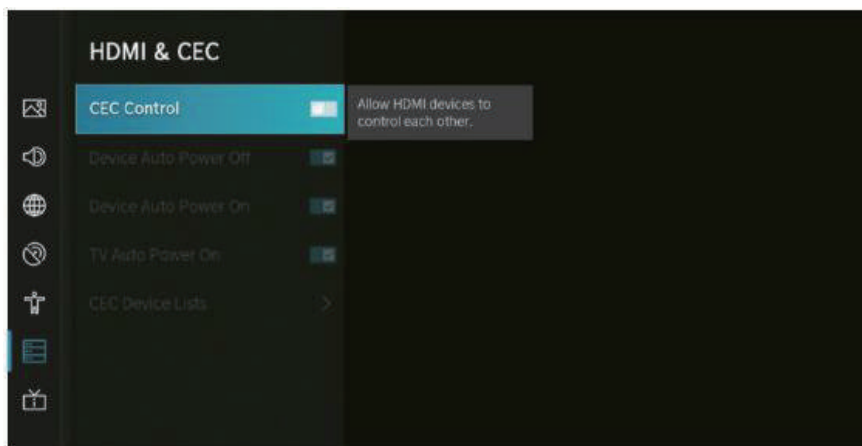 HDMI & CEC
CEC Control
Allow HDMI devices to
control each other.
Device Auto Power Off
Device Auto Power On
TV Auto Power On
CEC Device Lists